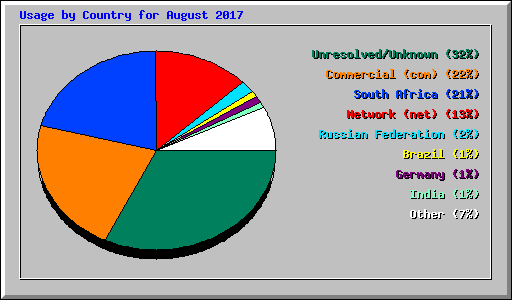 Usage by Country for August 2017
Unresolved/Unknown (32%)
Commercial (com) (22%)
South Africa (21%)
Network (net) (13%)
Russian Federation (2%)
Brazil (1%)
Germany (1%)
India (1%)
Other (7%)